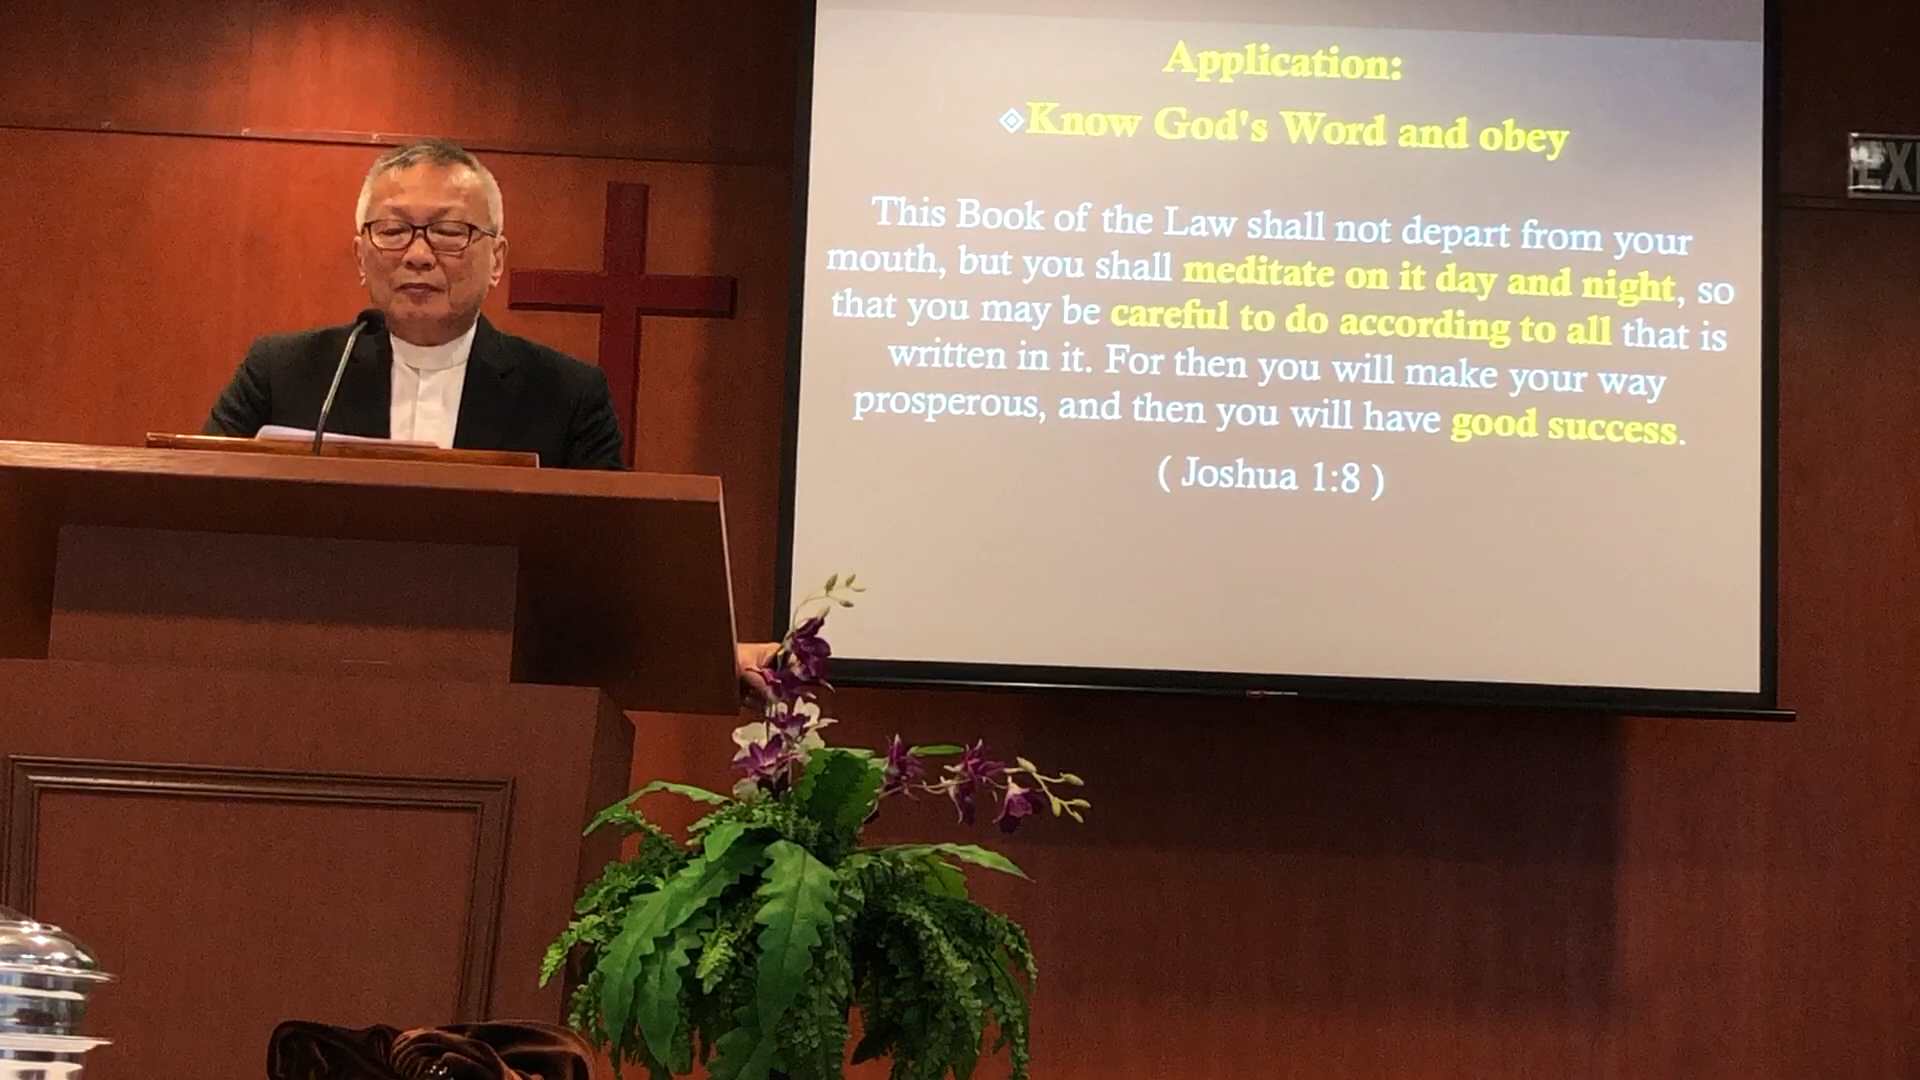 Application:
Know God's Word and obey
This Book of the Law shall not depart from your
mouth, but you shall meditate on it day and night, so
that you may be careful to do according to all that is
written in it. For then you will make your way
prosperous, and then you will have good success.
( Joshua 1:8 )
EXI